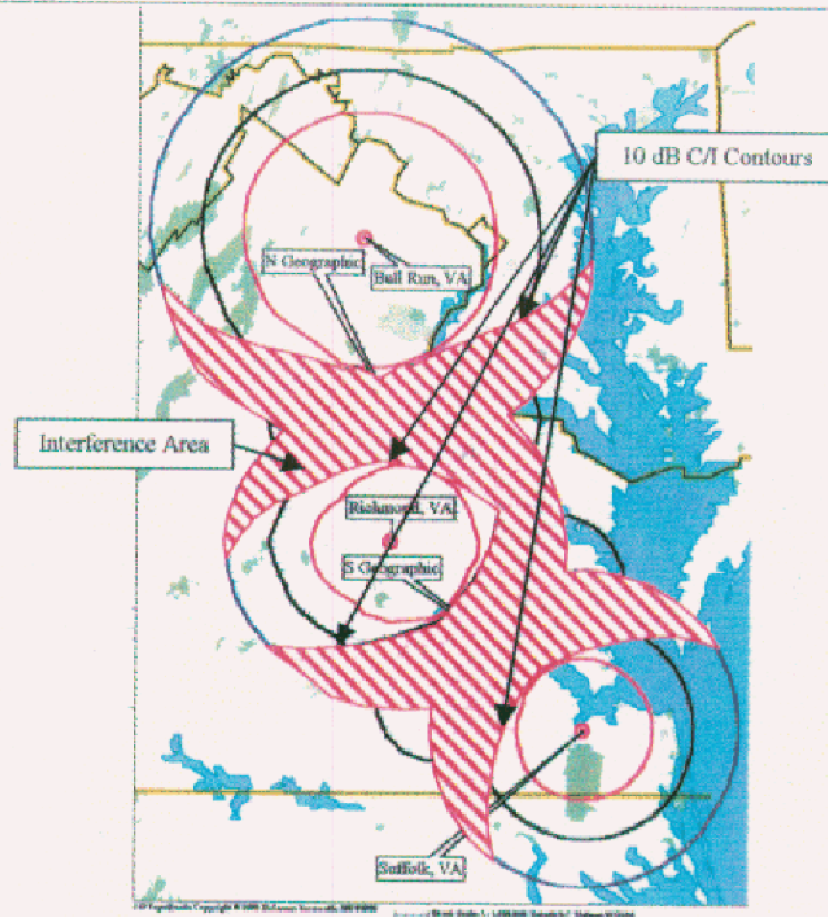 10 dB C/I Contours
N Geographic
Bull Run, VA
Interference Area
Richmond, VA
S Geographic
Suffolk, VA